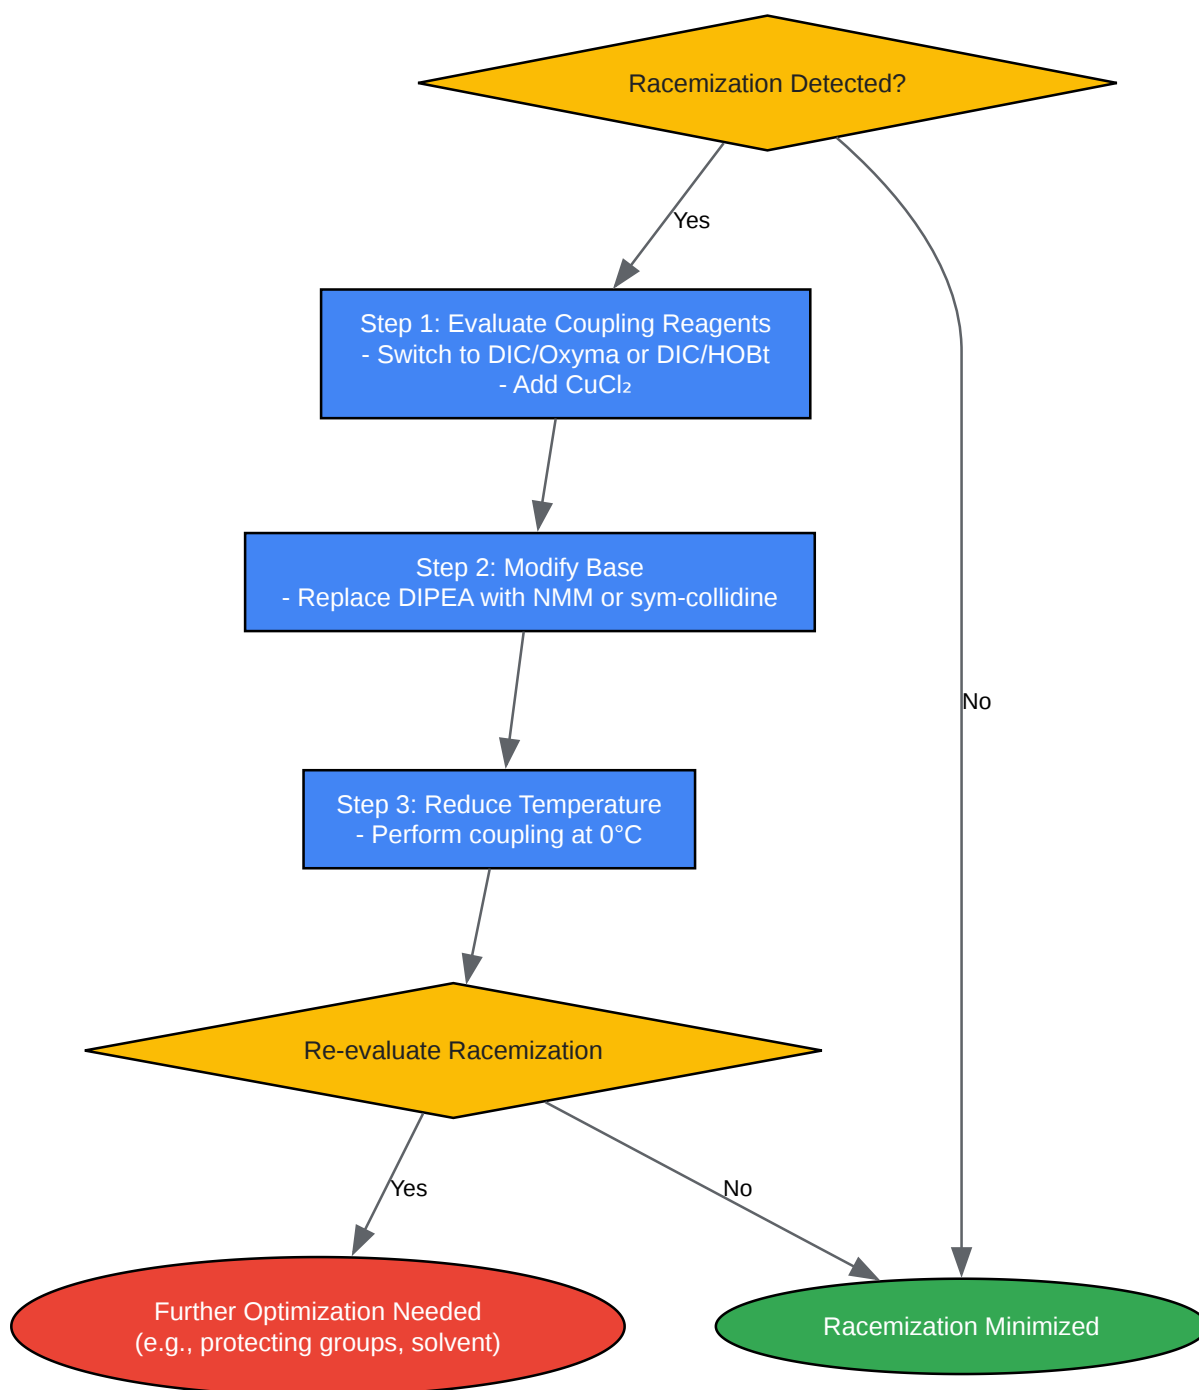 Racemization Detected?
Yes
Step 1: Evaluate Coupling Reagents
- Switch to DIC/Oxyma or DIC/HOBt
- Add CuCl₂
Step 2: Modify Base
- Replace DIPEA with NMM or sym-collidine
No
Step 3: Reduce Temperature
- Perform coupling at 0°C
Re-evaluate Racemization
Yes
No
Further Optimization Needed
(e.g., protecting groups, solvent)
Racemization Minimized